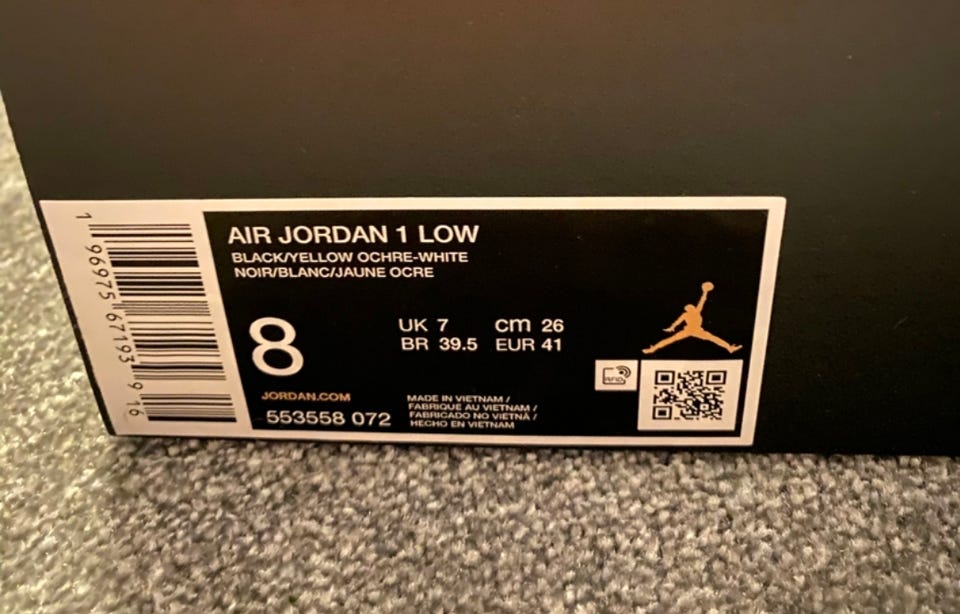 AIR JORDAN 1 LOW
BLACK/YELLOW OCHRE-WHITE
NOIR/BLANC/JAUNE OCRE
8
UK 7 cm 26
BR 39.5 EUR 41
JORDAN.COM
553558 072
MADE IN VIETNAM /
FABRIQUE AU VIETNAM /
FABRICADO NO VIETNÃ /
HECHO EN VIETNAM
RFID
1 96975 67193 9 16